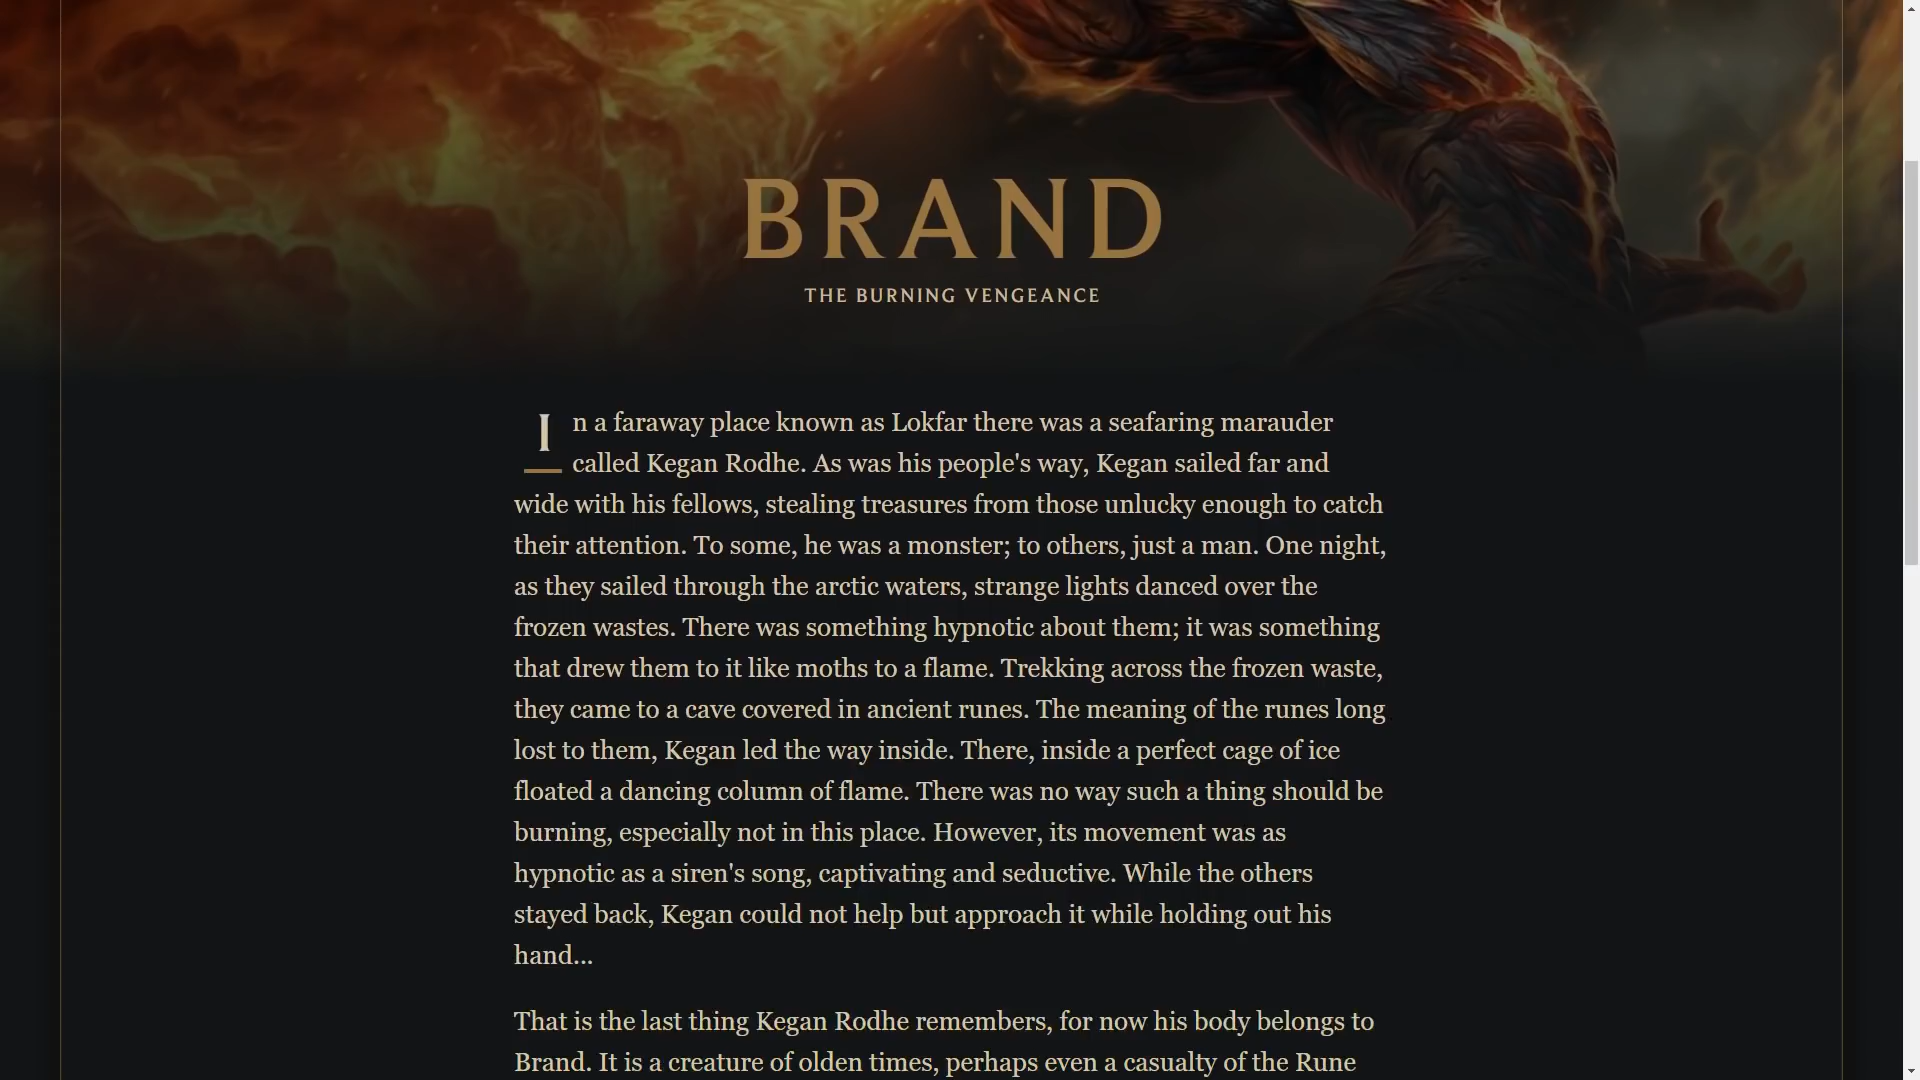 BRAND
THE BURNING VENGEANCE
In a faraway place known as Lokfar there was a seafaring marauder
called Kegan Rodhe. As was his people's way, Kegan sailed far and
wide with his fellows, stealing treasures from those unlucky enough to catch
their attention. To some, he was a monster; to others, just a man. One night,
as they sailed through the arctic waters, strange lights danced over the
frozen wastes. There was something hypnotic about them; it was something
that drew them to it like moths to a flame. Trekking across the frozen waste,
they came to a cave covered in ancient runes. The meaning of the runes long
lost to them, Kegan led the way inside. There, inside a perfect cage of ice
floated a dancing column of flame. There was no way such a thing should be
burning, especially not in this place. However, its movement was as
hypnotic as a siren's song, captivating and seductive. While the others
stayed back, Kegan could not help but approach it while holding out his
hand...
That is the last thing Kegan Rodhe remembers, for now his body belongs to
Brand. It is a creature of olden times, perhaps even a casualty of the Rune